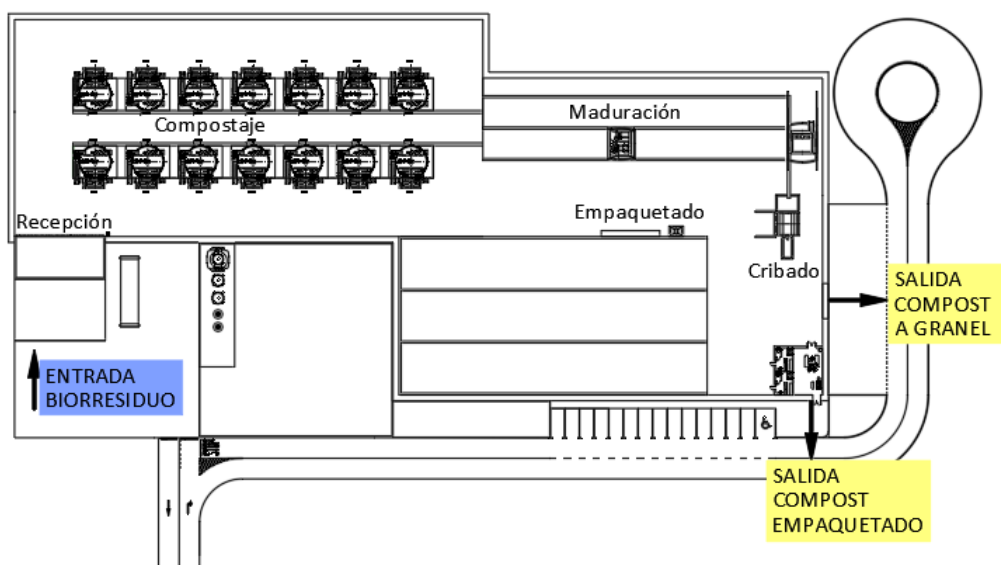 Compostaje
Maduración
Recepción
Empaquetado
Cribado
SALIDA
COMPOST
A GRANEL
ENTRADA
BIORRESIDUO
SALIDA
COMPOST
EMPAQUETADO